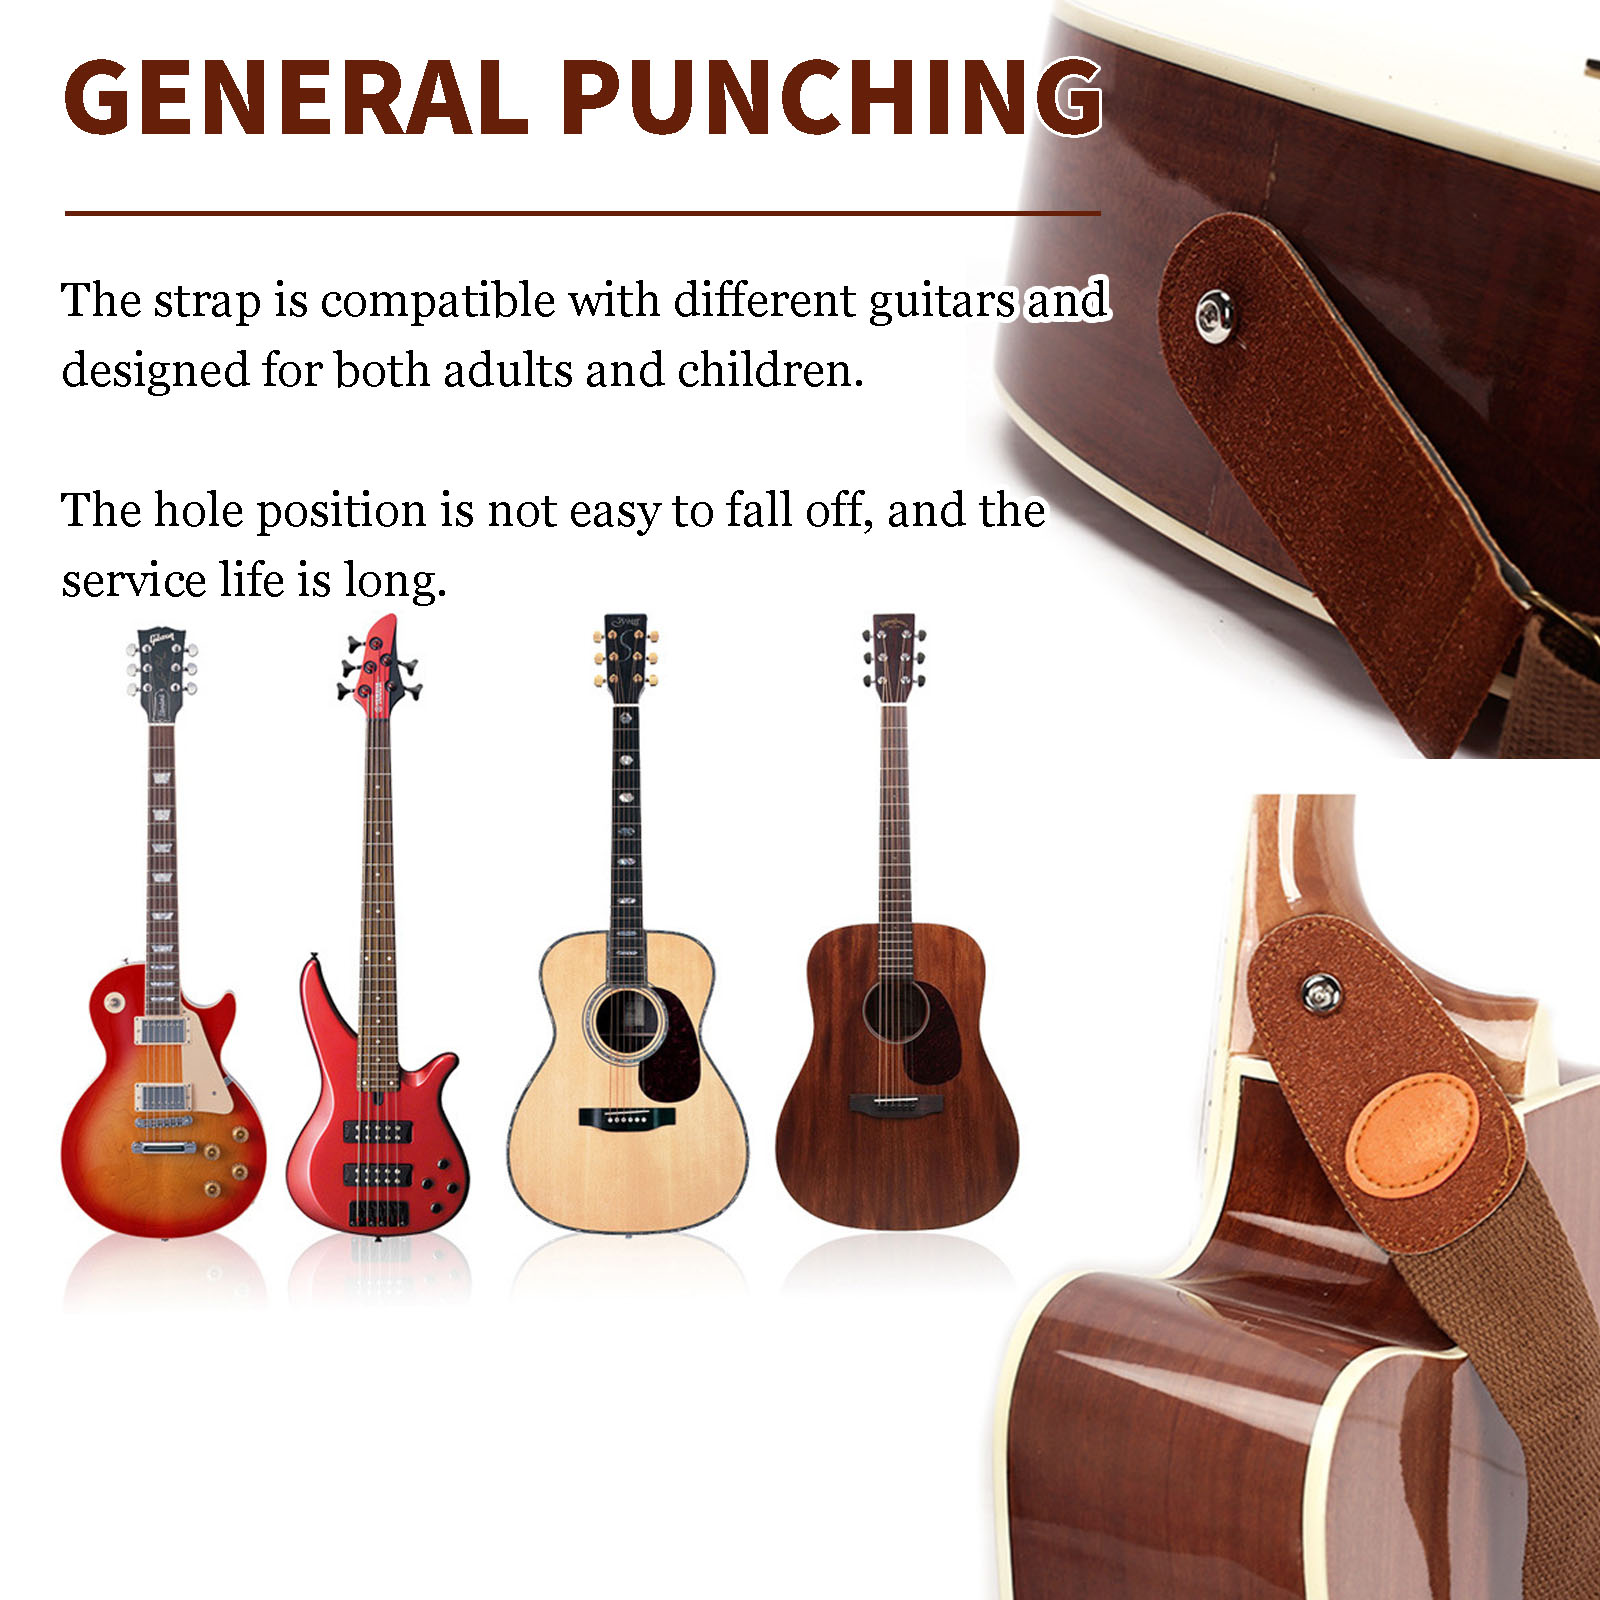 GENERAL PUNCHING
The strap is compatible with different guitars and
designed for both adults and children.
The hole position is not easy to fall off, and the
service life is long.
Gibson